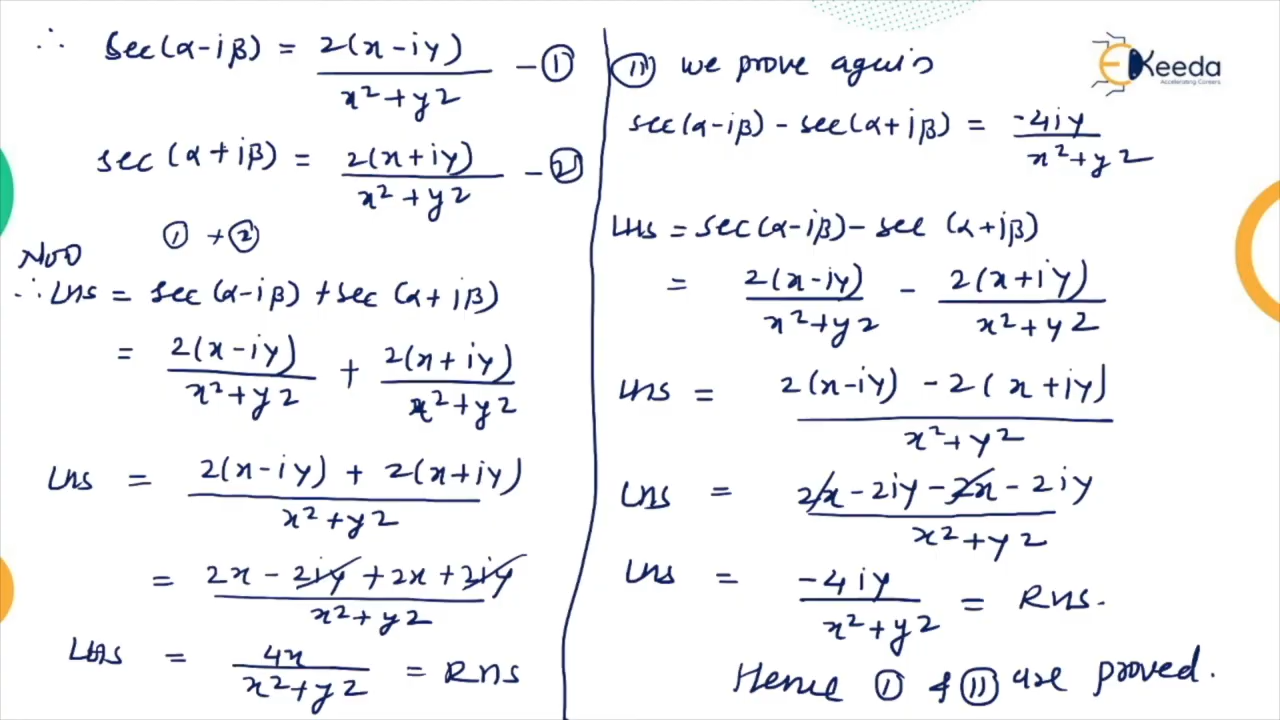 ∴ Sec(α-iβ) = 2(x-iy) / x²+y² - ①
sec(α+iβ) = 2(x+iy) / x²+y² - ②
① + ②
Now
∴ LHS = sec(α-iβ) + sec(α+iβ)
= 2(x-iy) / x²+y² + 2(x+iy) / x²+y²
LHS = 2(x-iy) + 2(x+iy) / x²+y²
= 2x - 2iy + 2x + 2iy / x²+y²
LHS = 4x / x²+y² = RHS
Ⅱ we prove again
sec(α-iβ) - sec(α+iβ) = -4iy / x²+y²
LHS = sec(α-iβ) - sec(α+iβ)
= 2(x-iy) / x²+y² - 2(x+iy) / x²+y²
LHS = 2(x-iy) - 2(x+iy) / x²+y²
LHS = 2x - 2iy - 2x - 2iy / x²+y²
LHS = -4iy / x²+y² = RHS.
Hence Ⓘ & Ⅱ are proved.
EKeeda
Accelerating Careers